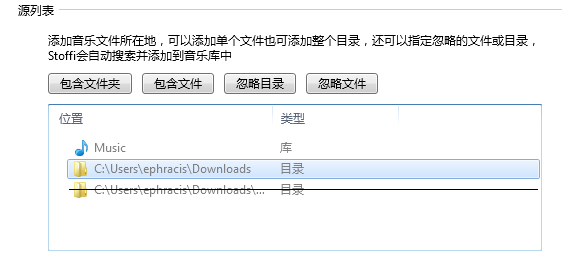 源列表
添加音乐文件所在地，可以添加单个文件也可添加整个目录，还可以指定忽略的文件或目录，
Stoffi会自动搜索并添加到音乐库中
包含文件夹 包含文件 忽略目录 忽略文件
位置 类型
Music 库
C:\Users\ephracis\Downloads 目录
C:\Users\ephracis\Downloads\... 目录